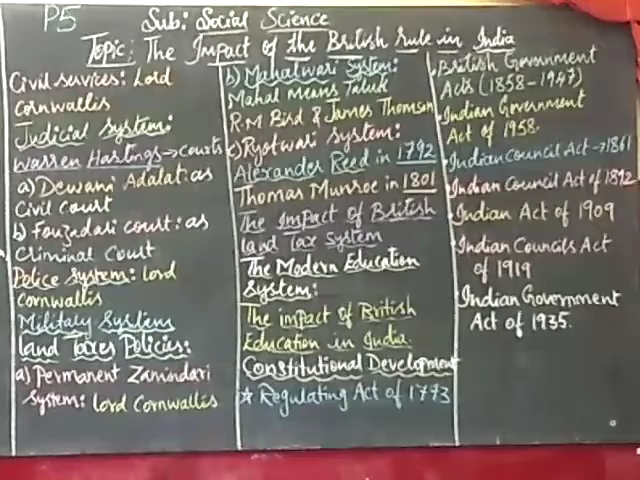 P5
Sub: Social Science
Topic: The Impact of the British rule in India
Civil services: Lord
Cornwallis
Judicial System:
Warren Hastings → courts
a) Dewani Adalat: as
Civil Court
b) Fouzadari court: as
Criminal Court
Police System: lord
cornwallis
Military System
land Taxes Policies:
a) Permanent Zamindari
System: lord Cornwallis
b) Mahalwari System:
Mahal Means Taluk
R.M Bird & James Thomson
c) Ryotwari System:
Alexander Reed in 1792
Thomas Munroe in 1801
The Impact of British
land Tax System
The Modern Education
System:
The impact of British
Education in India.
Constitutional Development
☆ Regulating Act of 1773
British Government
Acts (1858-1947)
Indian Government
Act of 1958.
Indian Council Act → 1861
Indian Council Act of 1892
Indian Act of 1909
Indian Councils Act
of 1919
Indian Government
Act of 1935.